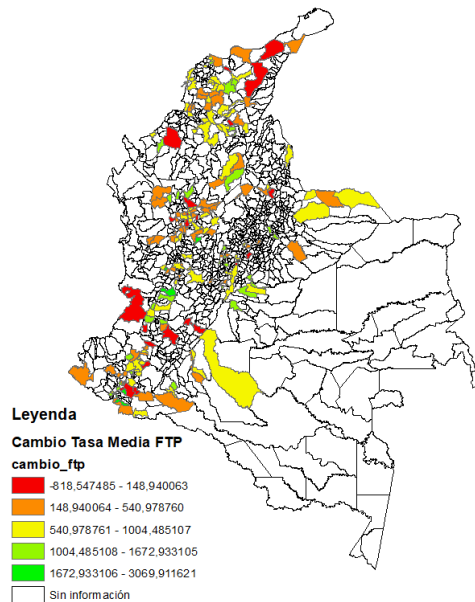 Leyenda
Cambio Tasa Media FTP
cambio_ftp
-818,547485 - 148,940063
148,940064 - 540,978760
540,978761 - 1004,485107
1004,485108 - 1672,933105
1672,933106 - 3069,911621
Sin información